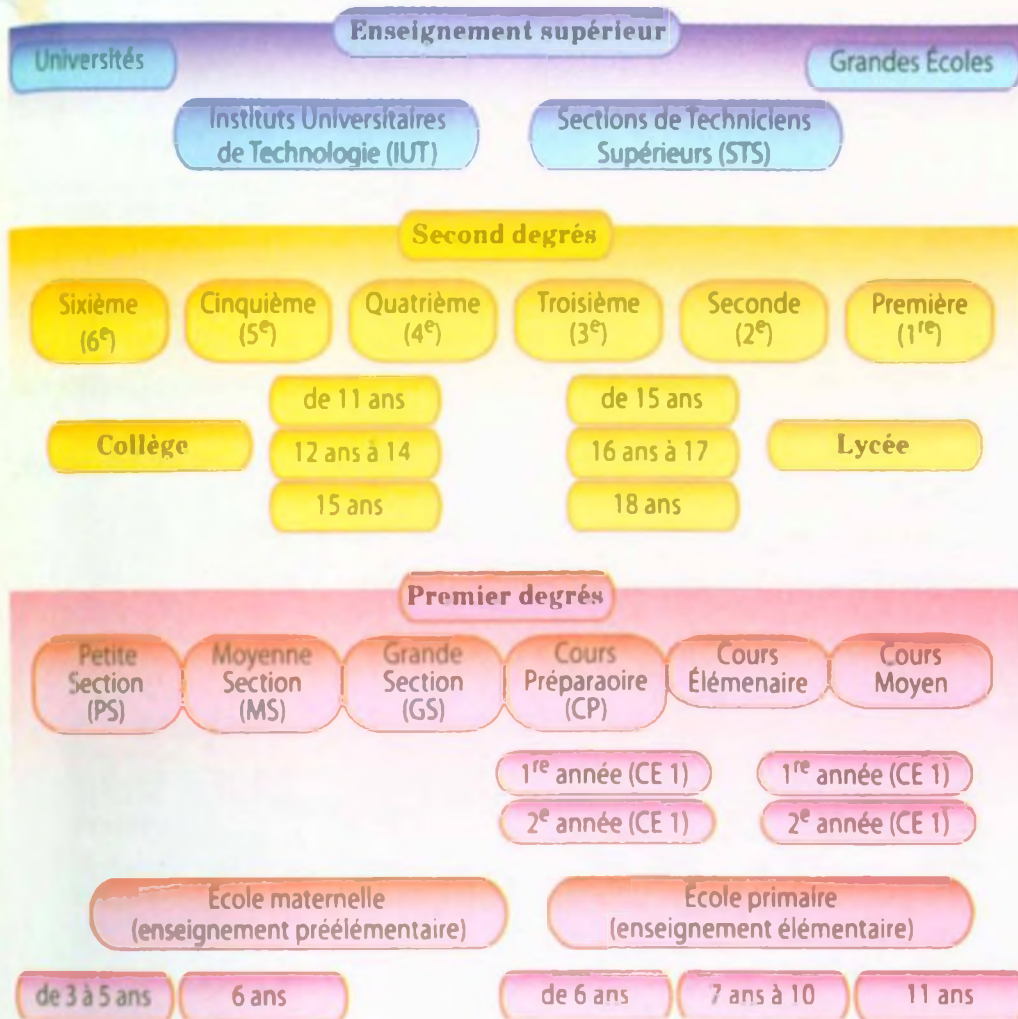 Enseignement supérieur
Universités
Grandes Écoles
Instituts Universitaires
de Technologie (IUT)
Sections de Techniciens
Supérieurs (STS)
Second degrés
Sixième
(6e)
Cinquième
(5e)
Quatrième
(4e)
Troisième
(3e)
Seconde
(2e)
Première
(1re)
Collège
de 11 ans
12 ans à 14
15 ans
de 15 ans
16 ans à 17
18 ans
Lycée
Premier degrés
Petite
Section
(PS)
Moyenne
Section
(MS)
Grande
Section
(GS)
Cours
Préparaoire
(CP)
Cours
Élémenaire
Cours
Moyen
1re année (CE 1)
2e année (CE 1)
1re année (CE 1)
2e année (CE 1)
École maternelle
(enseignement préélémentaire)
École primaire
(enseignement élémentaire)
de 3 à 5 ans
6 ans
de 6 ans
7 ans à 10
11 ans